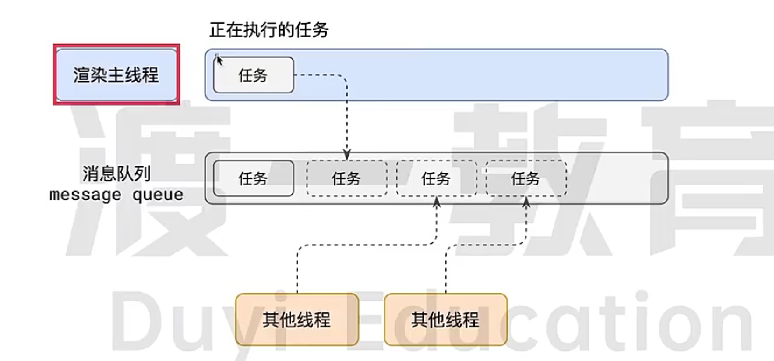 正在执行的任务
渲染主线程
任务
消息队列
message queue
任务
任务
任务
任务
其他线程
其他线程
渡一教育
Duyi Education